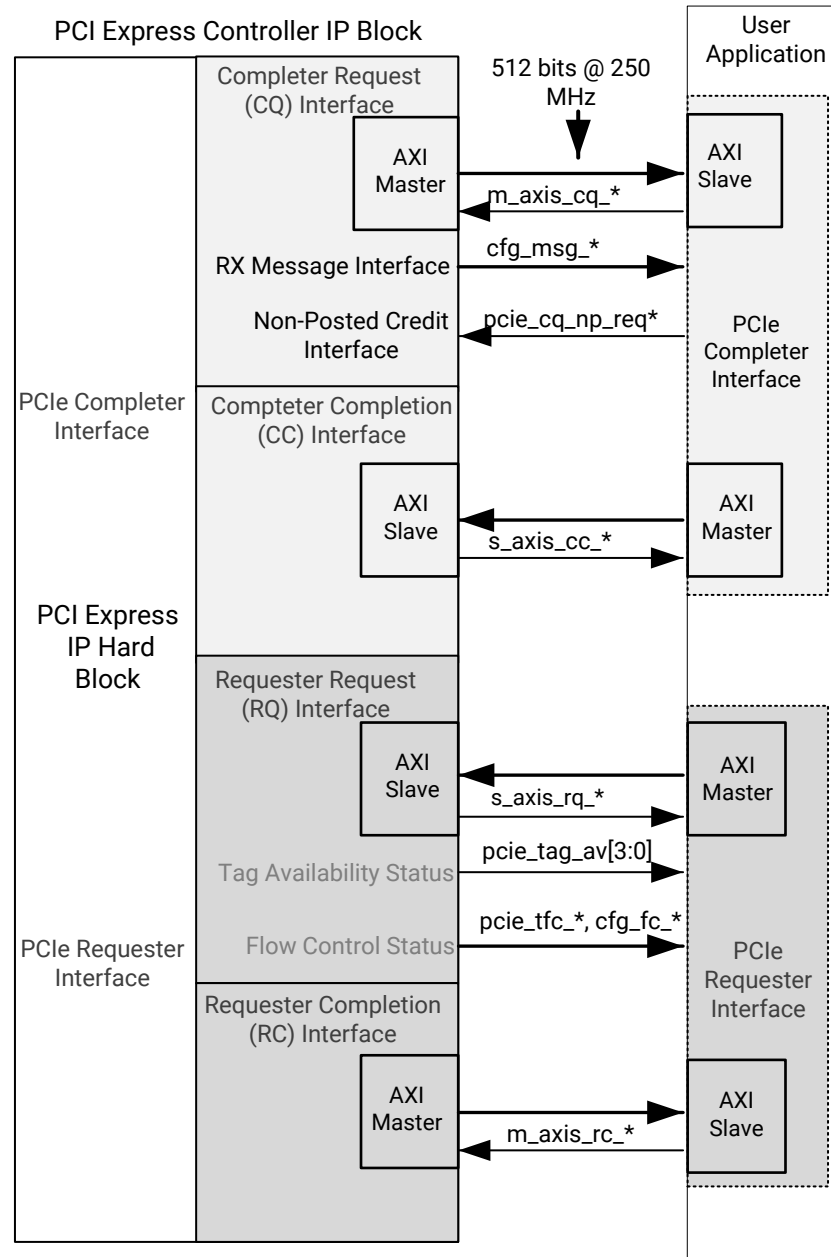 PCI Express Controller IP Block
User
Application
Completer Request
(CQ) Interface
512 bits @ 250
MHz
AXI
Master
AXI
Slave
m_axis_cq_*
RX Message Interface
cfg_msg_*
Non-Posted Credit
Interface
pcie_cq_np_req*
PCIe
Completer
Interface
PCIe Completer
Interface
Compteter Completion
(CC) Interface
AXI
Slave
AXI
Master
s_axis_cc_*
PCI Express
IP Hard
Block
Requester Request
(RQ) Interface
AXI
Slave
AXI
Master
s_axis_rq_*
Tag Availability Status
pcie_tag_av[3:0]
Flow Control Status
pcie_tfc_*, cfg_fc_*
PCIe Requester
Interface
PCIe
Requester
Interface
Requester Completion
(RC) Interface
AXI
Master
AXI
Slave
m_axis_rc_*